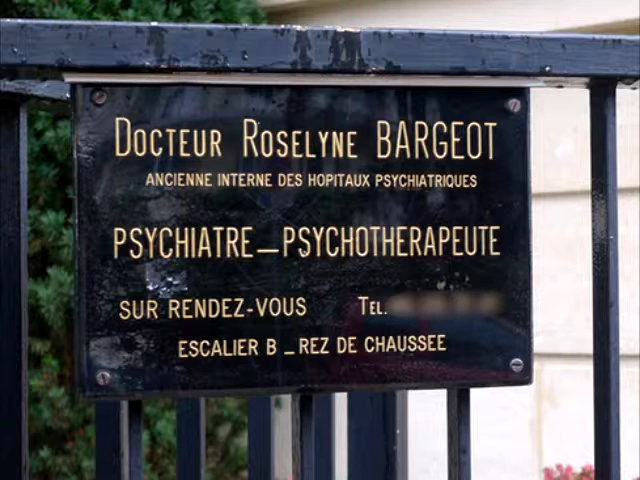 Docteur Roselyne BARGEOT
ANCIENNE INTERNE DES HOPITAUX PSYCHIATRIQUES
PSYCHIATRE _ PSYCHOTHERAPEUTE
SUR RENDEZ-VOUS Tel.
ESCALIER B _ REZ DE CHAUSSEE